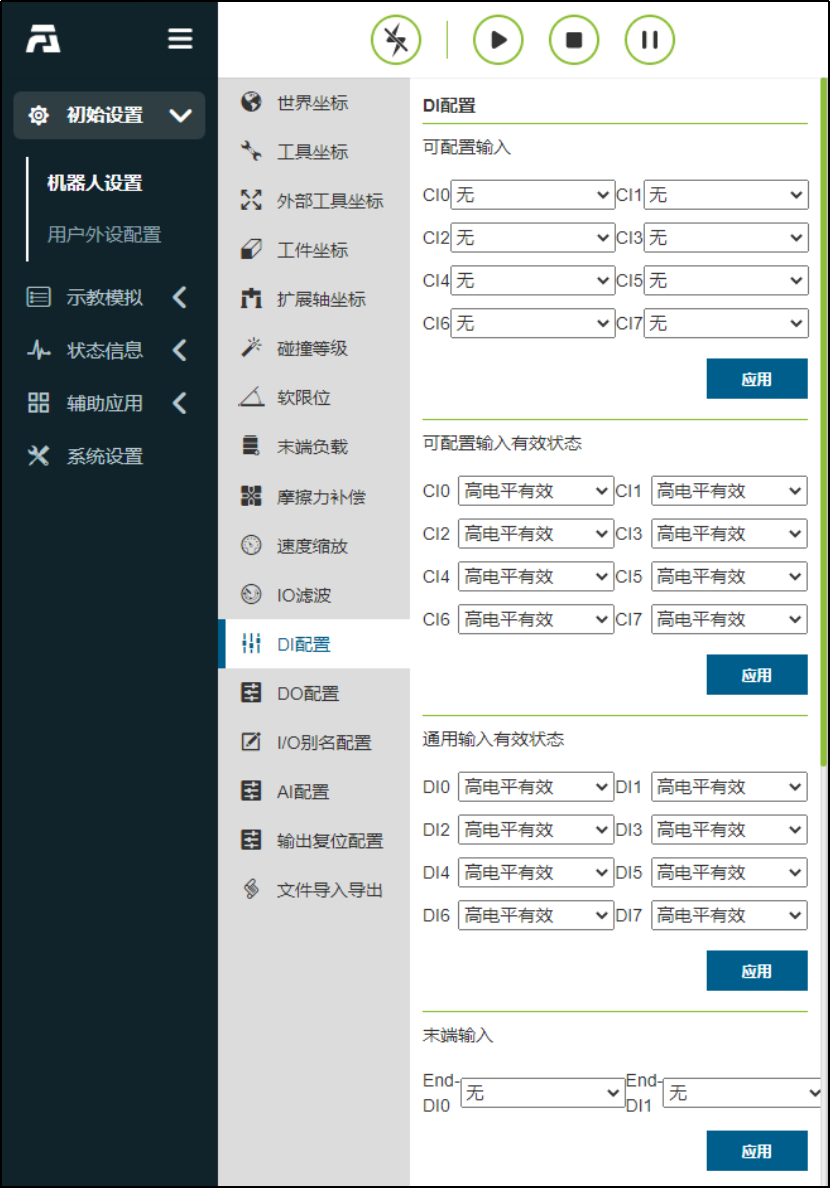 初始设置
机器人设置
用户外设配置
示教模拟
状态信息
辅助应用
系统设置
世界坐标
工具坐标
外部工具坐标
工件坐标
扩展轴坐标
碰撞等级
软限位
末端负载
摩擦力补偿
速度缩放
IO滤波
DI配置
DO配置
I/O别名配置
AI配置
输出复位配置
文件导入导出
DI配置
可配置输入
CI0 无 CI1 无
CI2 无 CI3 无
CI4 无 CI5 无
CI6 无 CI7 无
应用
可配置输入有效状态
CI0 高电平有效 CI1 高电平有效
CI2 高电平有效 CI3 高电平有效
CI4 高电平有效 CI5 高电平有效
CI6 高电平有效 CI7 高电平有效
应用
通用输入有效状态
DI0 高电平有效 DI1 高电平有效
DI2 高电平有效 DI3 高电平有效
DI4 高电平有效 DI5 高电平有效
DI6 高电平有效 DI7 高电平有效
应用
末端输入
End-DI0 无 End-DI1 无
应用